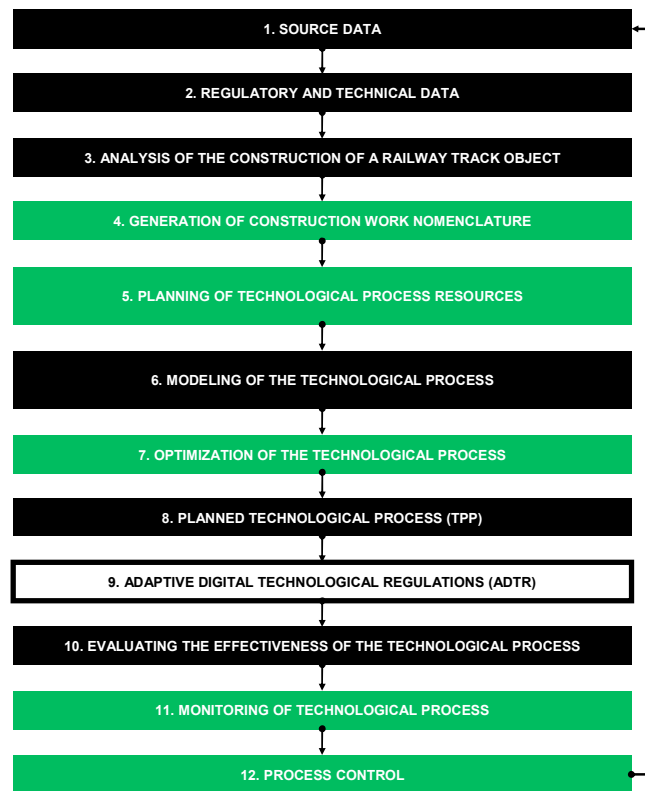 1. SOURCE DATA
2. REGULATORY AND TECHNICAL DATA
3. ANALYSIS OF THE CONSTRUCTION OF A RAILWAY TRACK OBJECT
4. GENERATION OF CONSTRUCTION WORK NOMENCLATURE
5. PLANNING OF TECHNOLOGICAL PROCESS RESOURCES
6. MODELING OF THE TECHNOLOGICAL PROCESS
7. OPTIMIZATION OF THE TECHNOLOGICAL PROCESS
8. PLANNED TECHNOLOGICAL PROCESS (TPP)
9. ADAPTIVE DIGITAL TECHNOLOGICAL REGULATIONS (ADTR)
10. EVALUATING THE EFFECTIVENESS OF THE TECHNOLOGICAL PROCESS
11. MONITORING OF TECHNOLOGICAL PROCESS
12. PROCESS CONTROL